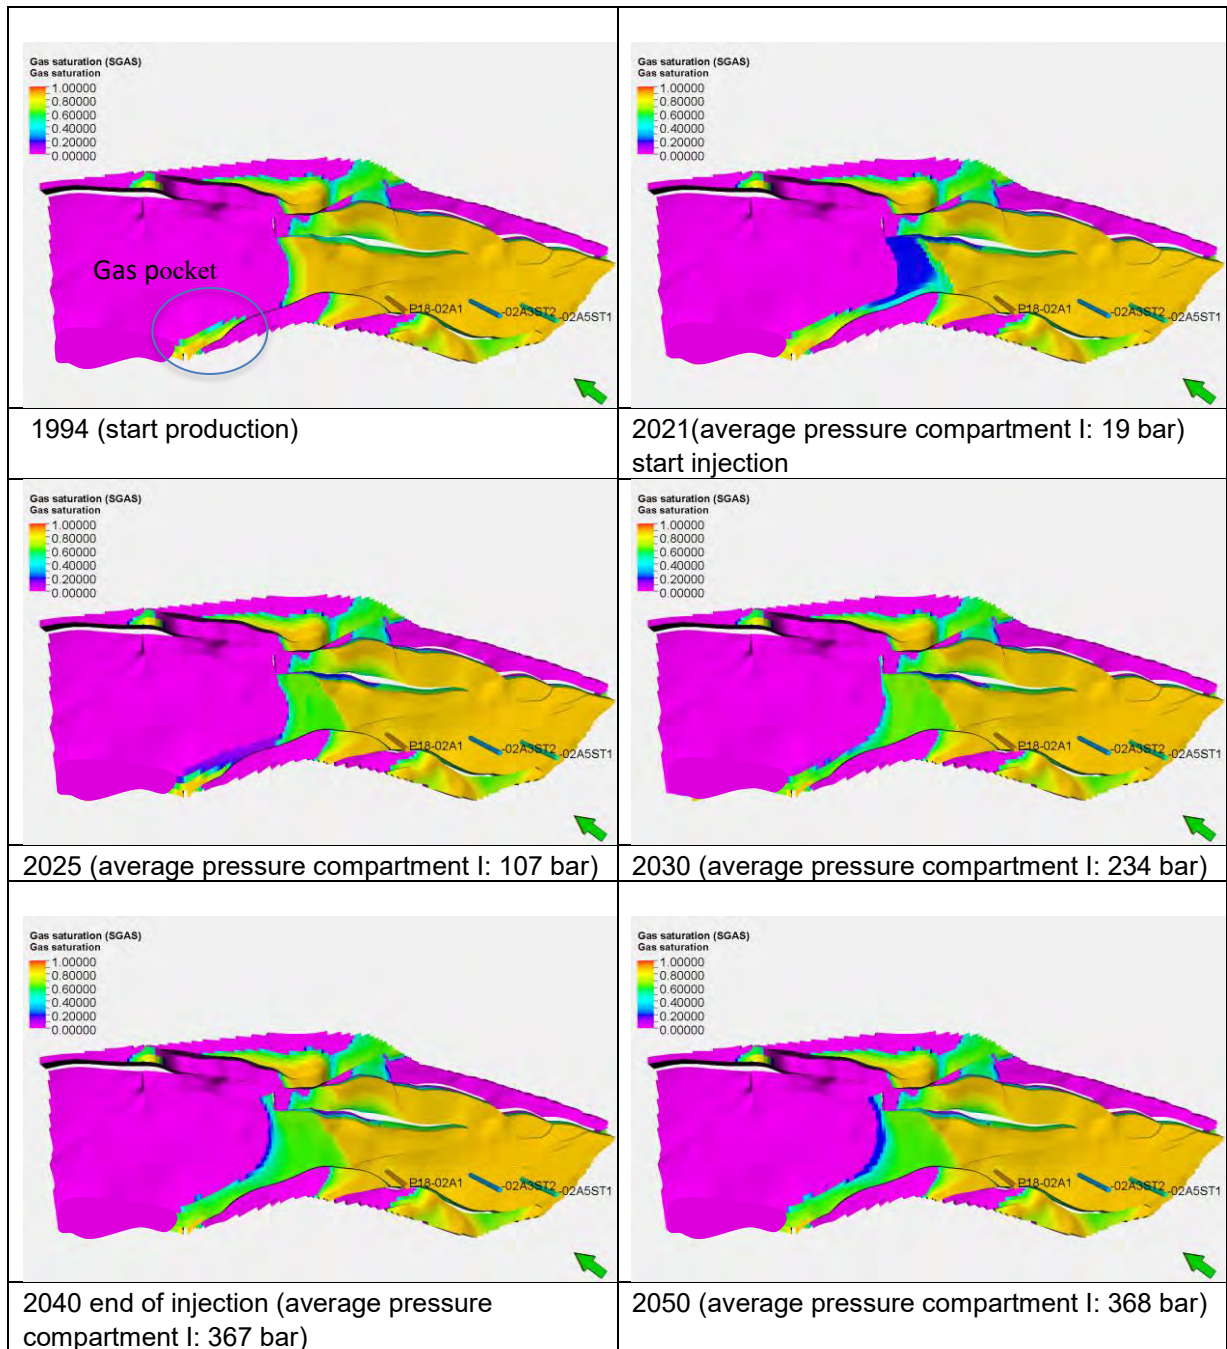 Gas saturation (SGAS)
Gas saturation
1.00000
0.80000
0.60000
0.40000
0.20000
0.00000
Gas pocket
P18-02A1
-02A3ST2
-02A5ST1
1994 (start production)
Gas saturation (SGAS)
Gas saturation
1.00000
0.80000
0.60000
0.40000
0.20000
0.00000
P18-02A1
-02A3ST2
-02A5ST1
2021(average pressure compartment I: 19 bar)
start injection
Gas saturation (SGAS)
Gas saturation
1.00000
0.80000
0.60000
0.40000
0.20000
0.00000
P18-02A1
-02A3ST2
-02A5ST1
2025 (average pressure compartment I: 107 bar)
Gas saturation (SGAS)
Gas saturation
1.00000
0.80000
0.60000
0.40000
0.20000
0.00000
P18-02A1
-02A3ST2
-02A5ST1
2030 (average pressure compartment I: 234 bar)
Gas saturation (SGAS)
Gas saturation
1.00000
0.80000
0.60000
0.40000
0.20000
0.00000
P18-02A1
-02A3ST2
-02A5ST1
2040 end of injection (average pressure
compartment I: 367 bar)
Gas saturation (SGAS)
Gas saturation
1.00000
0.80000
0.60000
0.40000
0.20000
0.00000
P18-02A1
-02A3ST2
-02A5ST1
2050 (average pressure compartment I: 368 bar)